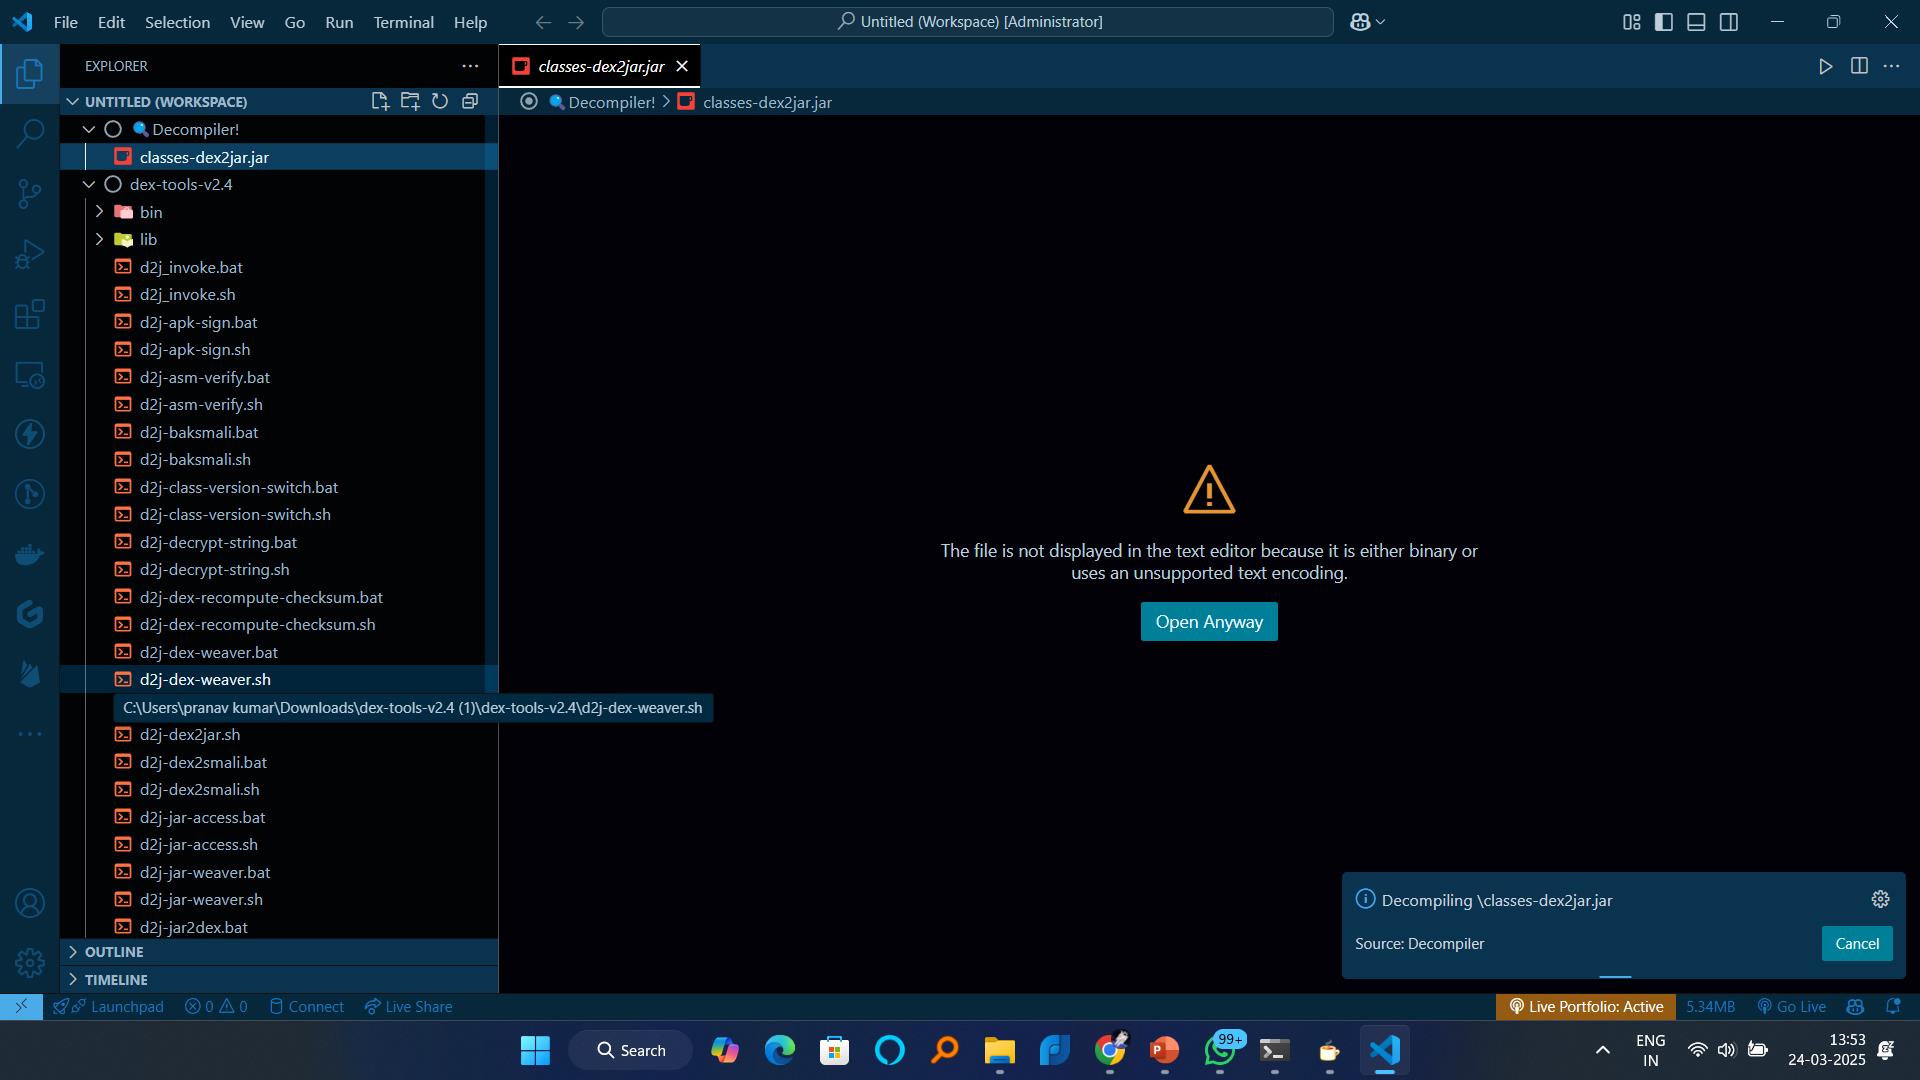 File Edit Selection View Go Run Terminal Help
Untitled (Workspace) [Administrator]
EXPLORER
classes-dex2jar.jar
UNTITLED (WORKSPACE)
Decompiler! > classes-dex2jar.jar
Decompiler!
classes-dex2jar.jar
dex-tools-v2.4
bin
lib
d2j_invoke.bat
d2j_invoke.sh
d2j-apk-sign.bat
d2j-apk-sign.sh
d2j-asm-verify.bat
d2j-asm-verify.sh
d2j-baksmali.bat
d2j-baksmali.sh
d2j-class-version-switch.bat
d2j-class-version-switch.sh
d2j-decrypt-string.bat
d2j-decrypt-string.sh
d2j-dex-recompute-checksum.bat
d2j-dex-recompute-checksum.sh
d2j-dex-weaver.bat
d2j-dex-weaver.sh
C:\Users\pranav kumar\Downloads\dex-tools-v2.4 (1)\dex-tools-v2.4\d2j-dex-weaver.sh
d2j-dex2jar.sh
d2j-dex2smali.bat
d2j-dex2smali.sh
d2j-jar-access.bat
d2j-jar-access.sh
d2j-jar-weaver.bat
d2j-jar-weaver.sh
d2j-jar2dex.bat
OUTLINE
TIMELINE
The file is not displayed in the text editor because it is either binary or
uses an unsupported text encoding.
Open Anyway
Decompiling \classes-dex2jar.jar
Source: Decompiler
Cancel
Launchpad 0 0 Connect Live Share
Live Portfolio: Active 5.34MB Go Live
Search
99+
ENG
IN
13:53
24-03-2025